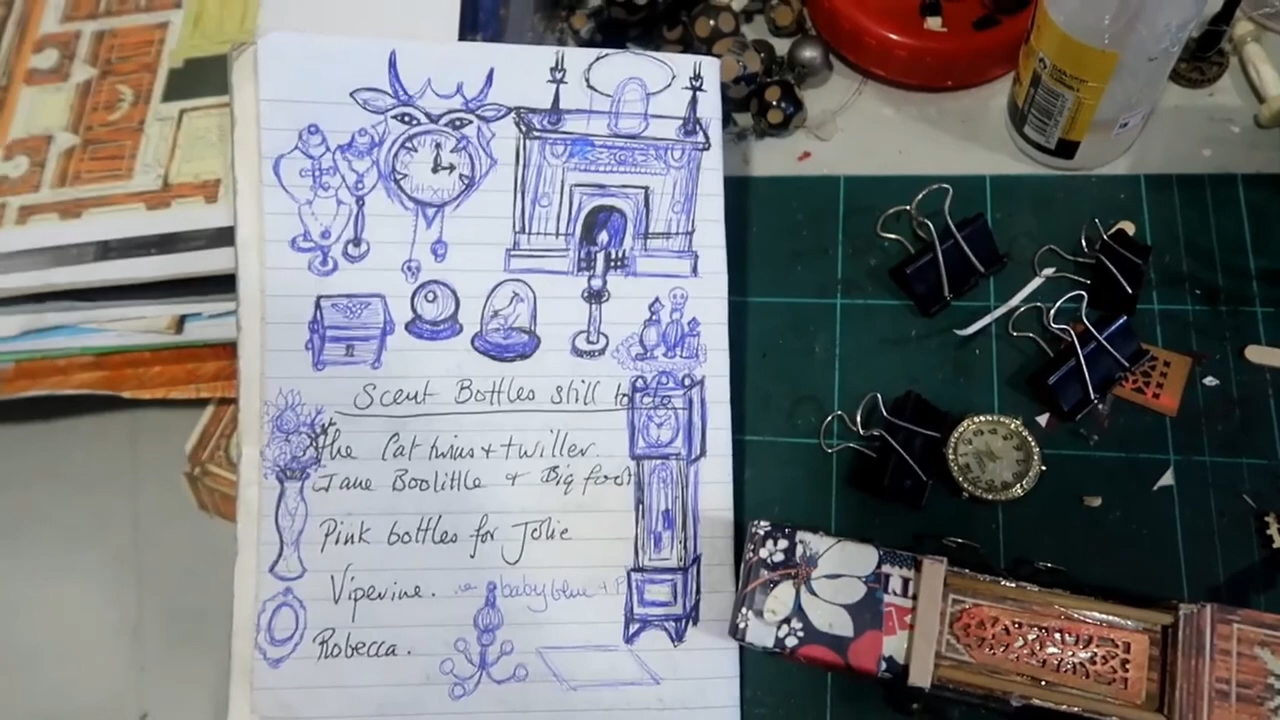 Scent Bottles still to do
The Cat twins + twiller.
Jane Boolittle + Big foot
Pink bottles for Jolie
Viperine. baby blue + P
Robecca.